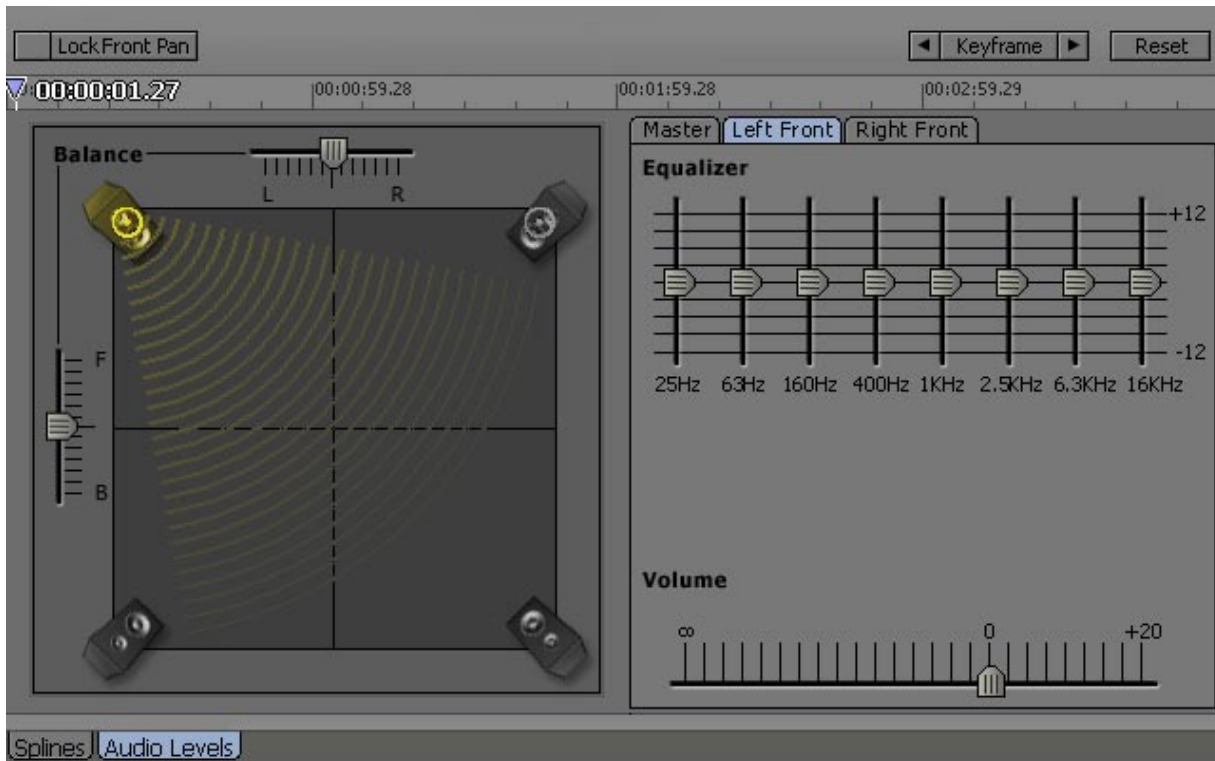 Lock Front Pan
Keyframe
Reset
00:00:01.27
00:00:59.28
00:01:59.28
00:02:59.29
Master Left Front Right Front
Balance
L R
F
B
Equalizer
+12
-12
25Hz 63Hz 160Hz 400Hz 1KHz 2.5KHz 6.3KHz 16KHz
Volume
∞ 0 +20
Splines Audio Levels